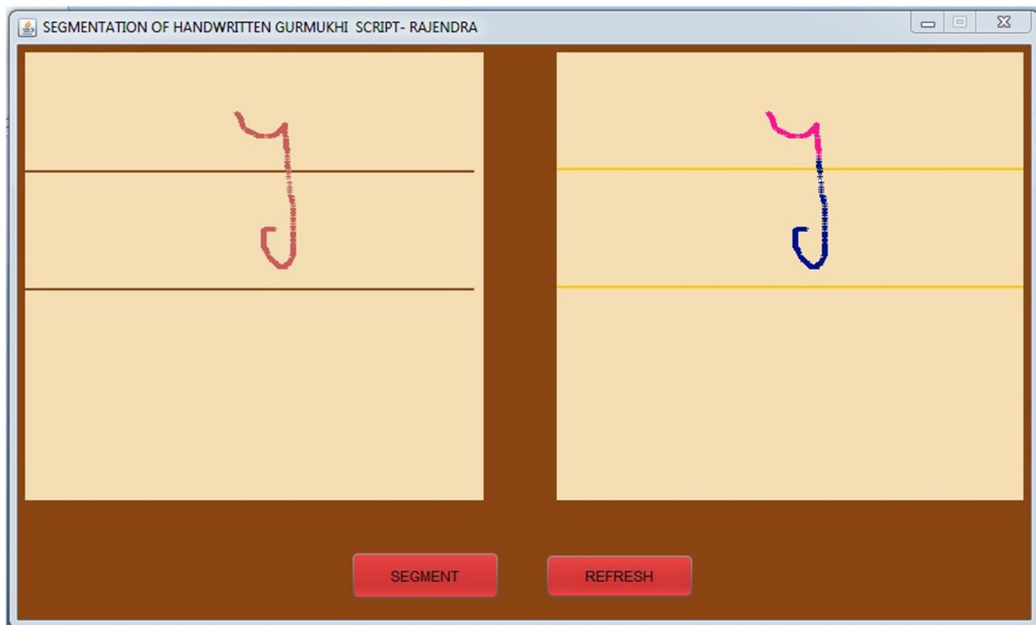 SEGMENTATION OF HANDWRITTEN GURMUKHI SCRIPT- RAJENDRA
SEGMENT
REFRESH